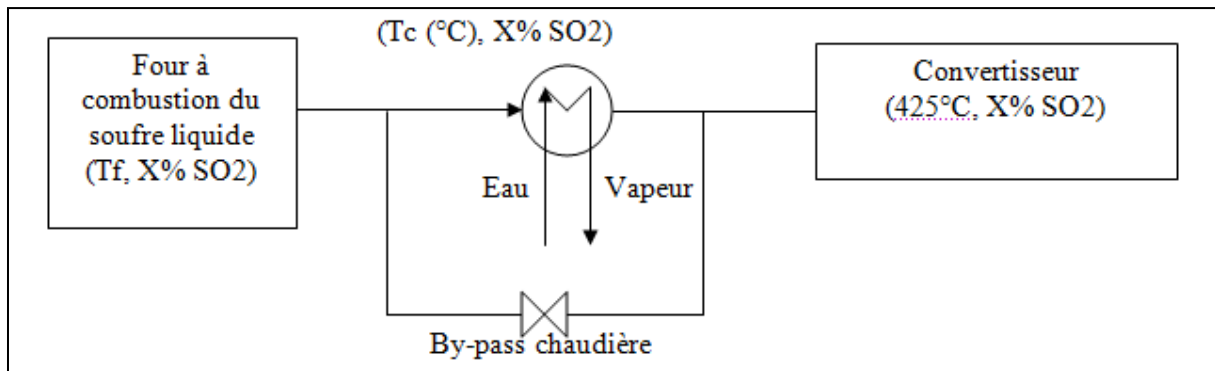 (Tc (°C), X% SO2)
Four à
combustion du
soufre liquide
(Tf, X% SO2)
Convertisseur
(425°C, X% SO2)
Eau
Vapeur
By-pass chaudière